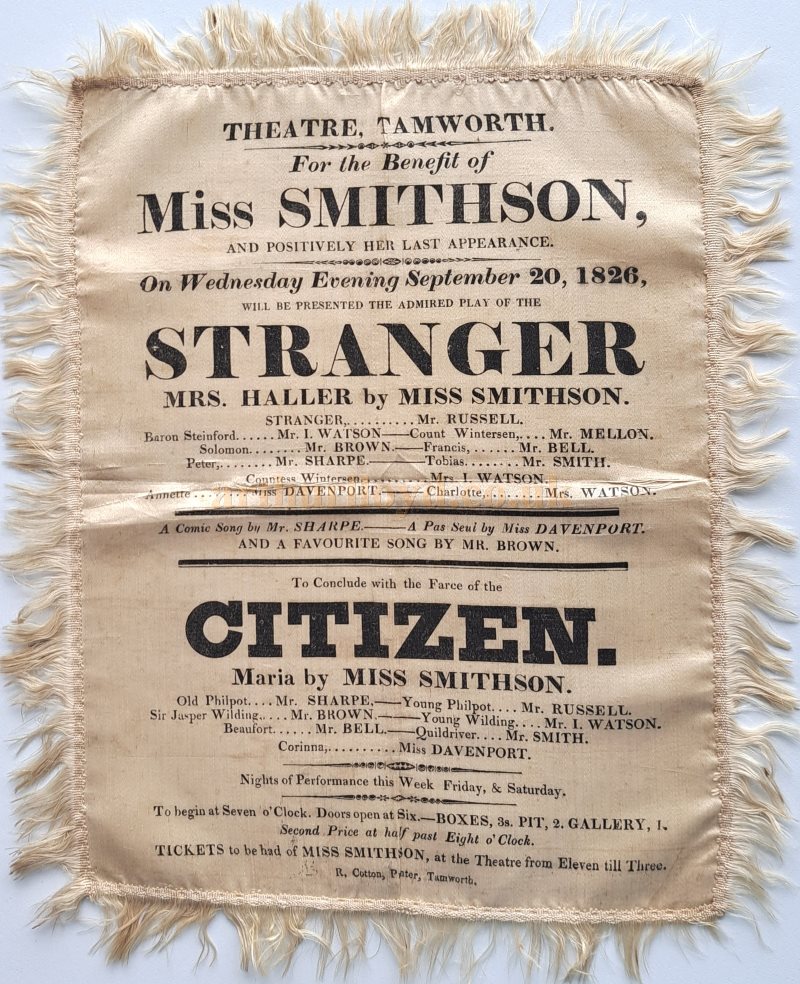 THEATRE, TAMWORTH.
For the Benefit of
Miss SMITHSON,
AND POSITIVELY HER LAST APPEARANCE.
On Wednesday Evening September 20, 1826,
WILL BE PRESENTED THE ADMIRED PLAY OF THE
STRANGER
MRS. HALLER by MISS SMITHSON.
STRANGER,.......... Mr. RUSSELL.
Baron Steinford...... Mr. I. WATSON——Count Wintersen,.... Mr. MELLON.
Solomon........ Mr. BROWN.——Francis,...... Mr. BELL.
Peter,........ Mr. SHARPE.————Tobias........ Mr. SMITH.
Countess Wintersen.......... Mrs. I. WATSON.
Annette........ Miss DAVENPORT.——Charlotte,.... Mrs. WATSON.
A Comic Song by Mr. SHARPE.———A Pas Seul by Miss DAVENPORT.
AND A FAVOURITE SONG BY MR. BROWN.
To Conclude with the Farce of the
CITIZEN.
Maria by MISS SMITHSON.
Old Philpot.... Mr. SHARPE.——Young Philpot.... Mr. RUSSELL.
Sir Jasper Wilding..... Mr. BROWN.———Young Wilding.... Mr. I. WATSON.
Beaufort...... Mr. BELL.——Quildriver.... Mr. SMITH.
Corinna,.......... Miss DAVENPORT.
Nights of Performance this Week Friday, & Saturday.
To begin at Seven o'Clock. Doors open at Six.—BOXES, 3s. PIT, 2. GALLERY, 1.
Second Price at half past Eight o'Clock.
TICKETS to be had of MISS SMITHSON, at the Theatre from Eleven till Three.
R, Cotton, Tamworth.